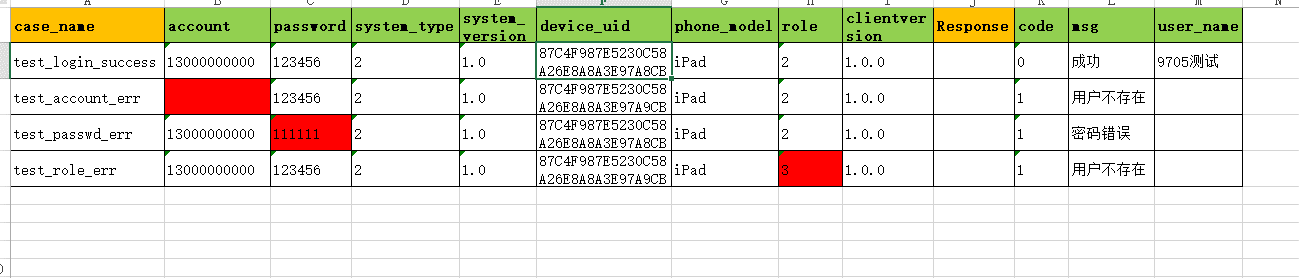 A B C D E F G H I J K L M N
case_name account password system_type system_version device_uid phone_model role clientversion Response code msg user_name
test_login_success 13000000000 123456 2 1.0 87C4F987E5230C58A26E8A8A3E97A8CB iPad 2 1.0.0 0 成功 9705测试
test_account_err 123456 2 1.0 87C4F987E5230C58A26E8A8A3E97A8CB iPad 2 1.0.0 1 用户不存在
test_passwd_err 13000000000 111111 2 1.0 87C4F987E5230C58A26E8A8A3E97A8CB iPad 2 1.0.0 1 密码错误
test_role_err 13000000000 123456 2 1.0 87C4F987E5230C58A26E8A8A3E97A9CB iPad 3 1.0.0 1 用户不存在